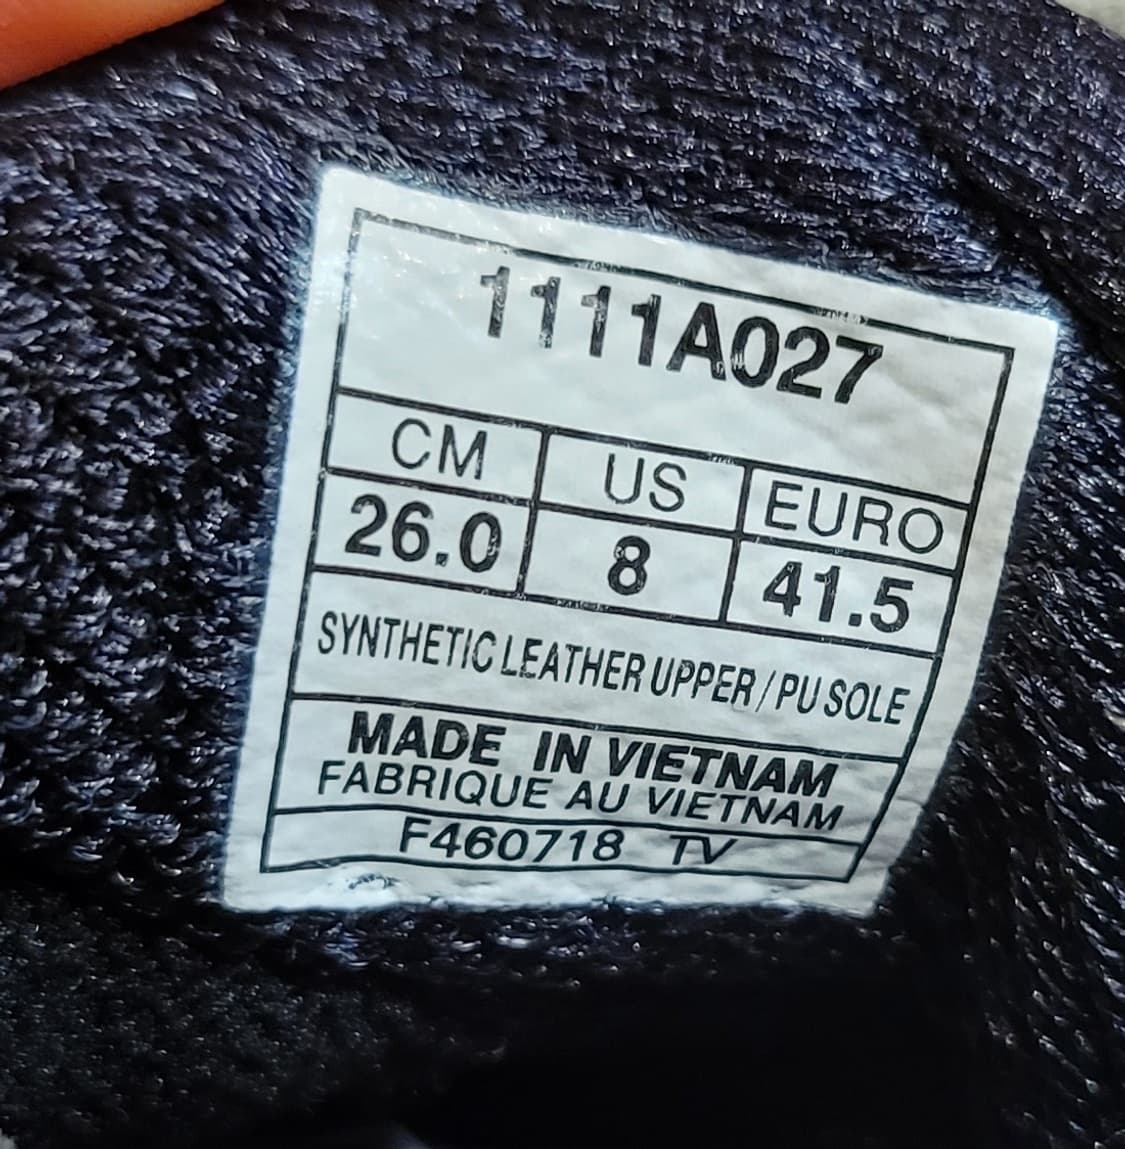 1111A027
CM US EURO
26.0 8 41.5
SYNTHETIC LEATHER UPPER / PU SOLE
MADE IN VIETNAM
FABRIQUE AU VIETNAM
F460718 TV